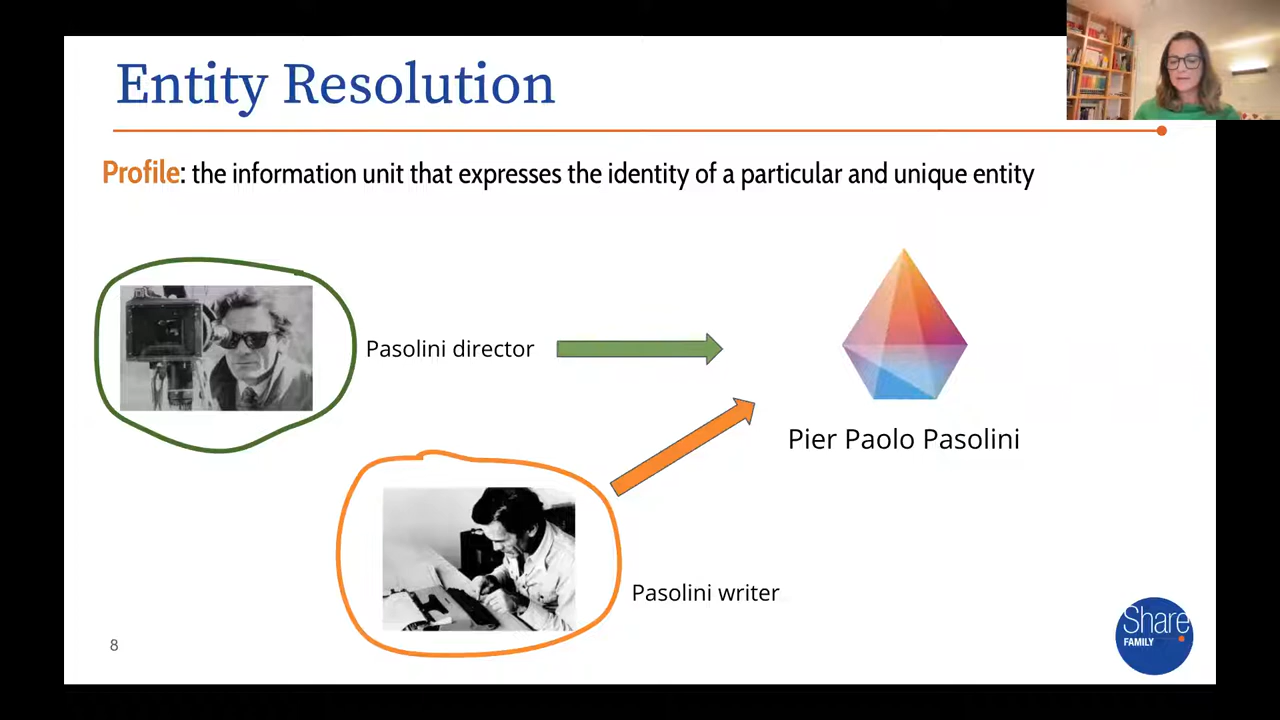 Entity Resolution
Profile: the information unit that expresses the identity of a particular and unique entity
Pasolini director
Pier Paolo Pasolini
Pasolini writer
8
Share
FAMILY